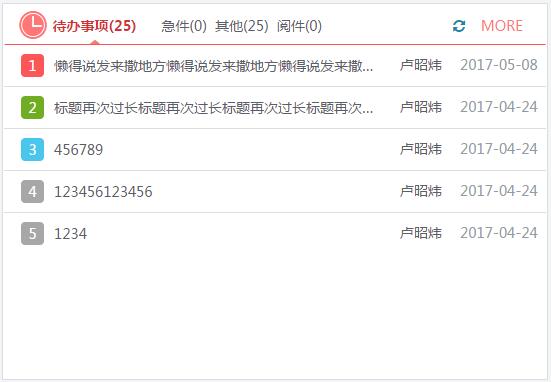 待办事项(25) 急件(0) 其他(25) 阅件(0) MORE
1 懒得说发来撒地方懒得说发来撒地方懒得说发来撒... 卢昭炜 2017-05-08
2 标题再次过长标题再次过长标题再次过长标题再次... 卢昭炜 2017-04-24
3 456789 卢昭炜 2017-04-24
4 123456123456 卢昭炜 2017-04-24
5 1234 卢昭炜 2017-04-24